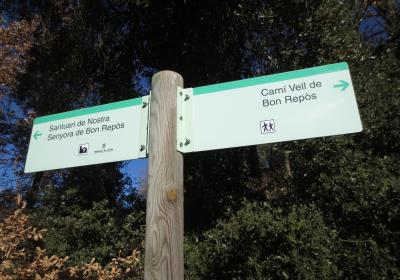 Santuari de Nostra
Senyora de Bon Repòs
Camí Vell de
Bon Repòs